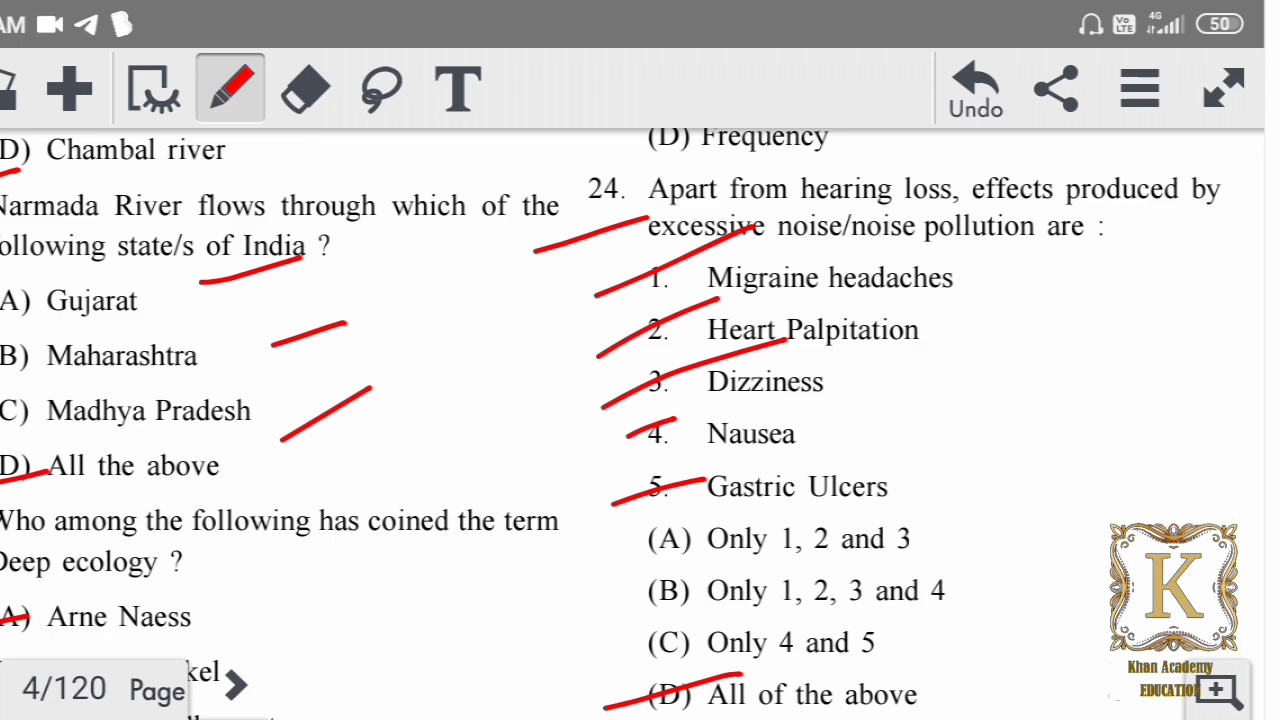 AM
Vo
LTE
4G
50
T
Undo
D) Chambal river
Narmada River flows through which of the
following state/s of India ?
A) Gujarat
B) Maharashtra
C) Madhya Pradesh
D) All the above
Who among the following has coined the term
Deep ecology ?
A) Arne Naess
kel
4/120 Page
(D) Frequency
24. Apart from hearing loss, effects produced by
excessive noise/noise pollution are :
1. Migraine headaches
2. Heart Palpitation
3. Dizziness
4. Nausea
5. Gastric Ulcers
(A) Only 1, 2 and 3
(B) Only 1, 2, 3 and 4
(C) Only 4 and 5
(D) All of the above
K
Khan Academy
EDUCATION